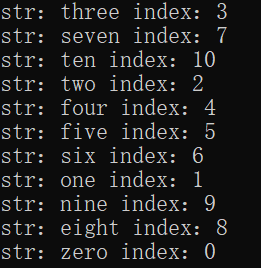 str: three index: 3
str: seven index: 7
str: ten index: 10
str: two index: 2
str: four index: 4
str: five index: 5
str: six index: 6
str: one index: 1
str: nine index: 9
str: eight index: 8
str: zero index: 0